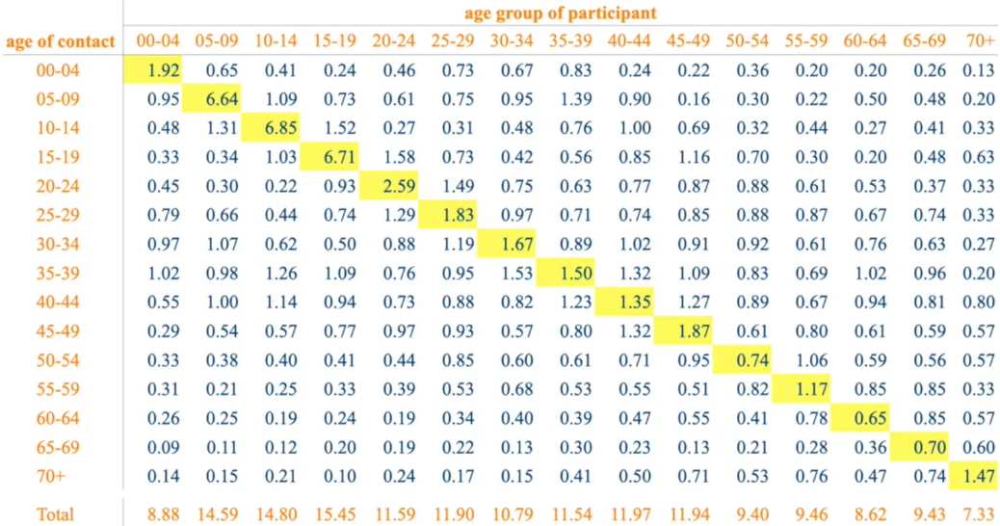 age group of participant
age of contact 00-04 05-09 10-14 15-19 20-24 25-29 30-34 35-39 40-44 45-49 50-54 55-59 60-64 65-69 70+
00-04 1.92 0.65 0.41 0.24 0.46 0.73 0.67 0.83 0.24 0.22 0.36 0.20 0.20 0.26 0.13
05-09 0.95 6.64 1.09 0.73 0.61 0.75 0.95 1.39 0.90 0.16 0.30 0.22 0.50 0.48 0.20
10-14 0.48 1.31 6.85 1.52 0.27 0.31 0.48 0.76 1.00 0.69 0.32 0.44 0.27 0.41 0.33
15-19 0.33 0.34 1.03 6.71 1.58 0.73 0.42 0.56 0.85 1.16 0.70 0.30 0.20 0.48 0.63
20-24 0.45 0.30 0.22 0.93 2.59 1.49 0.75 0.63 0.77 0.87 0.88 0.61 0.53 0.37 0.33
25-29 0.79 0.66 0.44 0.74 1.29 1.83 0.97 0.71 0.74 0.85 0.88 0.87 0.67 0.74 0.33
30-34 0.97 1.07 0.62 0.50 0.88 1.19 1.67 0.89 1.02 0.91 0.92 0.61 0.76 0.63 0.27
35-39 1.02 0.98 1.26 1.09 0.76 0.95 1.53 1.50 1.32 1.09 0.83 0.69 1.02 0.96 0.20
40-44 0.55 1.00 1.14 0.94 0.73 0.88 0.82 1.23 1.35 1.27 0.89 0.67 0.94 0.81 0.80
45-49 0.29 0.54 0.57 0.77 0.97 0.93 0.57 0.80 1.32 1.87 0.61 0.80 0.61 0.59 0.57
50-54 0.33 0.38 0.40 0.41 0.44 0.85 0.60 0.61 0.71 0.95 0.74 1.06 0.59 0.56 0.57
55-59 0.31 0.21 0.25 0.33 0.39 0.53 0.68 0.53 0.55 0.51 0.82 1.17 0.85 0.85 0.33
60-64 0.26 0.25 0.19 0.24 0.19 0.34 0.40 0.39 0.47 0.55 0.41 0.78 0.65 0.85 0.57
65-69 0.09 0.11 0.12 0.20 0.19 0.22 0.13 0.30 0.23 0.13 0.21 0.28 0.36 0.70 0.60
70+ 0.14 0.15 0.21 0.10 0.24 0.17 0.15 0.41 0.50 0.71 0.53 0.76 0.47 0.74 1.47
Total 8.88 14.59 14.80 15.45 11.59 11.90 10.79 11.54 11.97 11.94 9.40 9.46 8.62 9.43 7.33